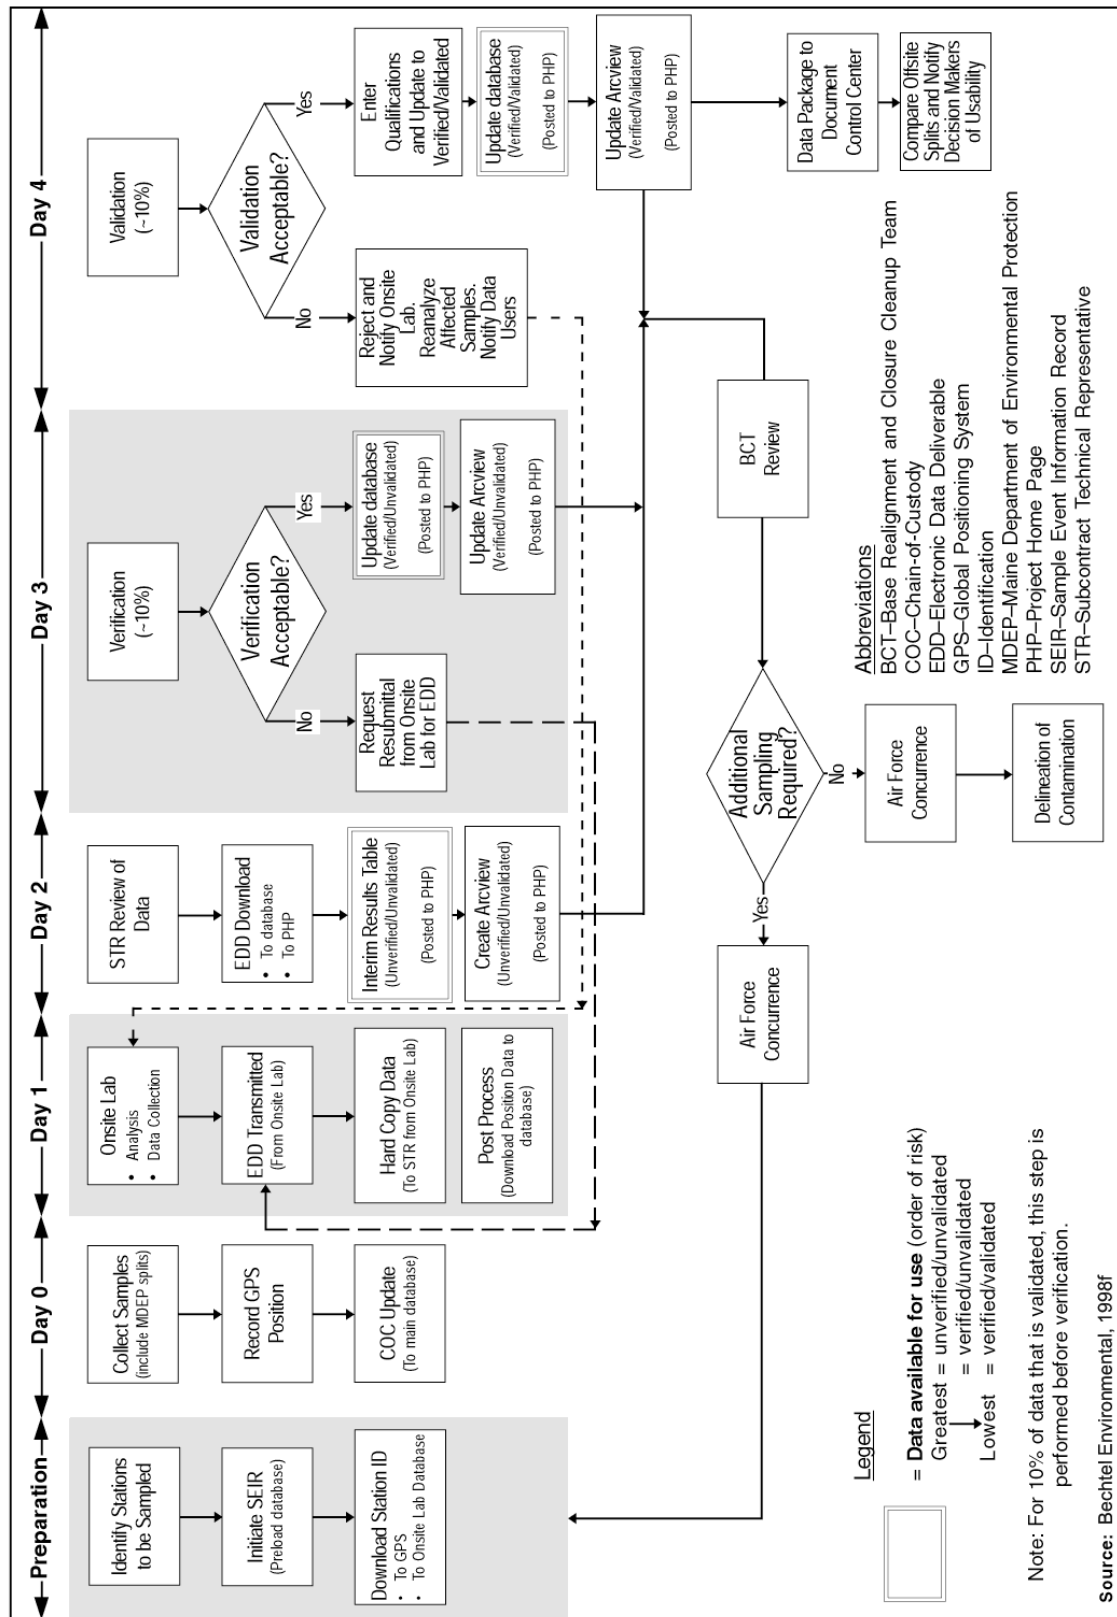 Preparation
Day 0
Day 1
Day 2
Day 3
Day 4
Identify Stations
to be Sampled
Initiate SEIR
(Preload database)
Download Station ID
• To GPS
• To Onsite Lab Database
Collect Samples
(include MDEP splits)
Record GPS
Position
COC Update
(To main database)
Onsite Lab
• Analysis
• Data Collection
EDD Transmitted
(From Onsite Lab)
Hard Copy Data
(To STR from Onsite Lab)
Post Process
(Download Position Data to
database)
STR Review of
Data
EDD Download
• To database
• To PHP
Interim Results Table
(Unverified/Unvalidated)
(Posted to PHP)
Create Arcview
(Unverified/Unvalidated)
(Posted to PHP)
Verification
(~10%)
Verification
Acceptable?
No
Yes
Request
Resubmittal
from Onsite
Lab for EDD
Update database
(Verified/Unvalidated)
(Posted to PHP)
Update Arcview
(Verified/Unvalidated)
(Posted to PHP)
Validation
(~10%)
Validation
Acceptable?
No
Yes
Reject and
Notify Onsite
Lab.
Reanalyze
Affected
Samples.
Notify Data
Users
Enter
Qualifications
and Update to
Verified/Validated
Update database
(Verified/Validated)
(Posted to PHP)
Update Arcview
(Verified/Validated)
(Posted to PHP)
Data Package to
Document
Control Center
Compare Offsite
Splits and Notify
Decision Makers
of Usability
BCT
Review
Additional
Sampling
Required?
Yes
No
Air Force
Concurrence
Air Force
Concurrence
Delineation of
Contamination
Legend
= Data available for use (order of risk)
Greatest = unverified/unvalidated
= verified/unvalidated
Lowest = verified/validated
Note: For 10% of data that is validated, this step is
performed before verification.
Source: Bechtel Environmental, 1998f
Abbreviations
BCT–Base Realignment and Closure Cleanup Team
COC–Chain-of-Custody
EDD–Electronic Data Deliverable
GPS–Global Positioning System
ID–Identification
MDEP–Maine Department of Environmental Protection
PHP–Project Home Page
SEIR–Sample Event Information Record
STR–Subcontract Technical Representative